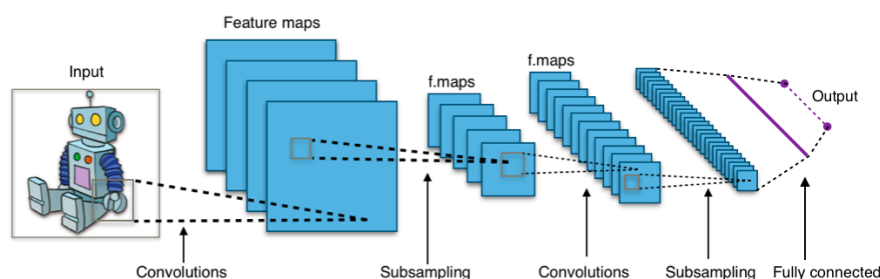 Feature maps
Input
f.maps
f.maps
Output
Convolutions
Subsampling
Convolutions
Subsampling
Fully connected